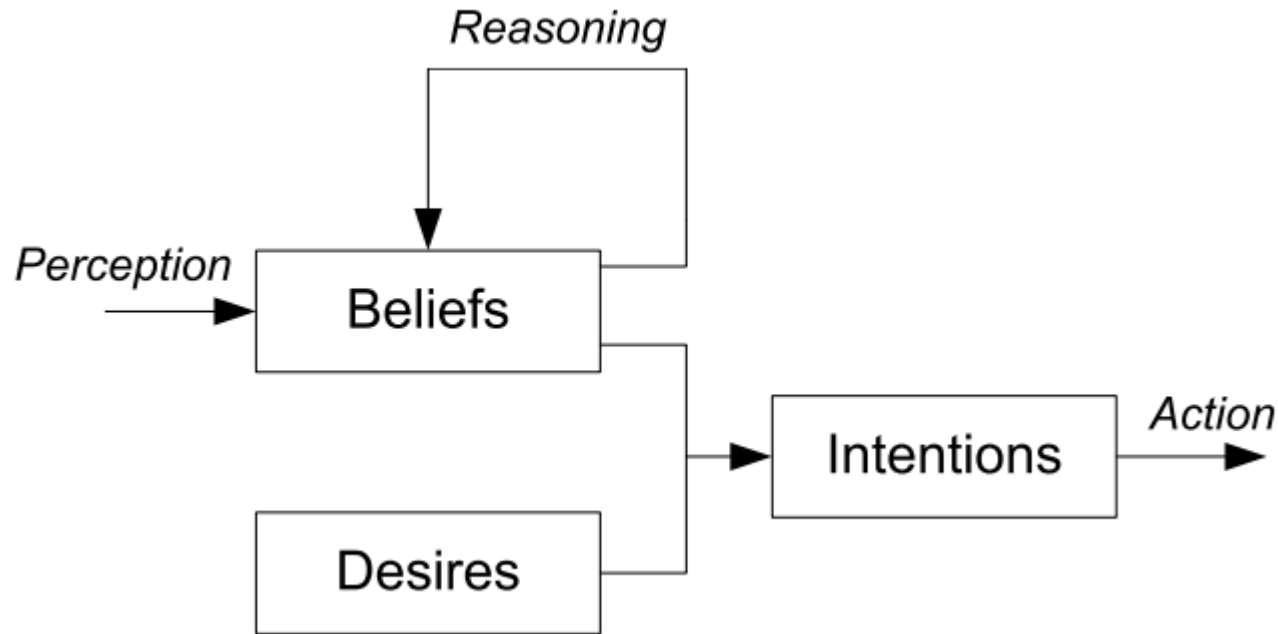 Reasoning
Perception
Beliefs
Intentions
Action
Desires